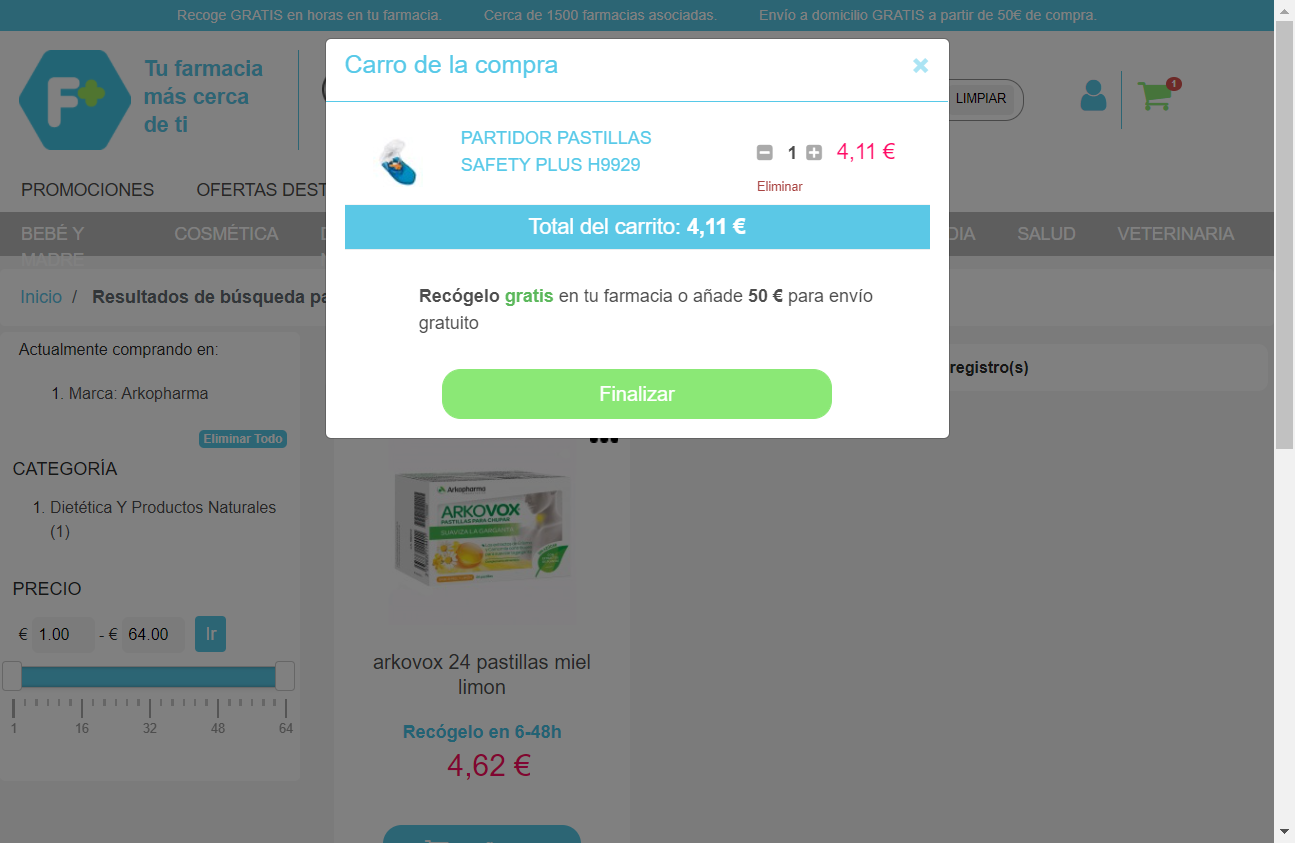 Recoge GRATIS en horas en tu farmacia. Cerca de 1500 farmacias asociadas. Envío a domicilio GRATIS a partir de 50€ de compra.
Carro de la compra
×
Tu farmacia
más cerca
de ti
F+
LIMPIAR
1
PARTIDOR PASTILLAS
SAFETY PLUS H9929
1 4,11 €
Eliminar
PROMOCIONES OFERTAS DEST
Total del carrito: 4,11 €
BEBÉ Y
MADRE
COSMÉTICA
DIA SALUD VETERINARIA
Inicio / Resultados de búsqueda pa
Recógelo gratis en tu farmacia o añade 50 € para envío
gratuito
Actualmente comprando en:
registro(s)
1. Marca: Arkopharma
Finalizar
Eliminar Todo
CATEGORÍA
1. Dietética Y Productos Naturales
(1)
Arkopharma
ARKOVOX
PASTILLAS PARA CHUPAR
SUAVIZA LA GARGANTA
PRECIO
€ 1.00 - € 64.00 Ir
1 16 32 48 64
arkovox 24 pastillas miel
limon
Recógelo en 6-48h
4,62 €